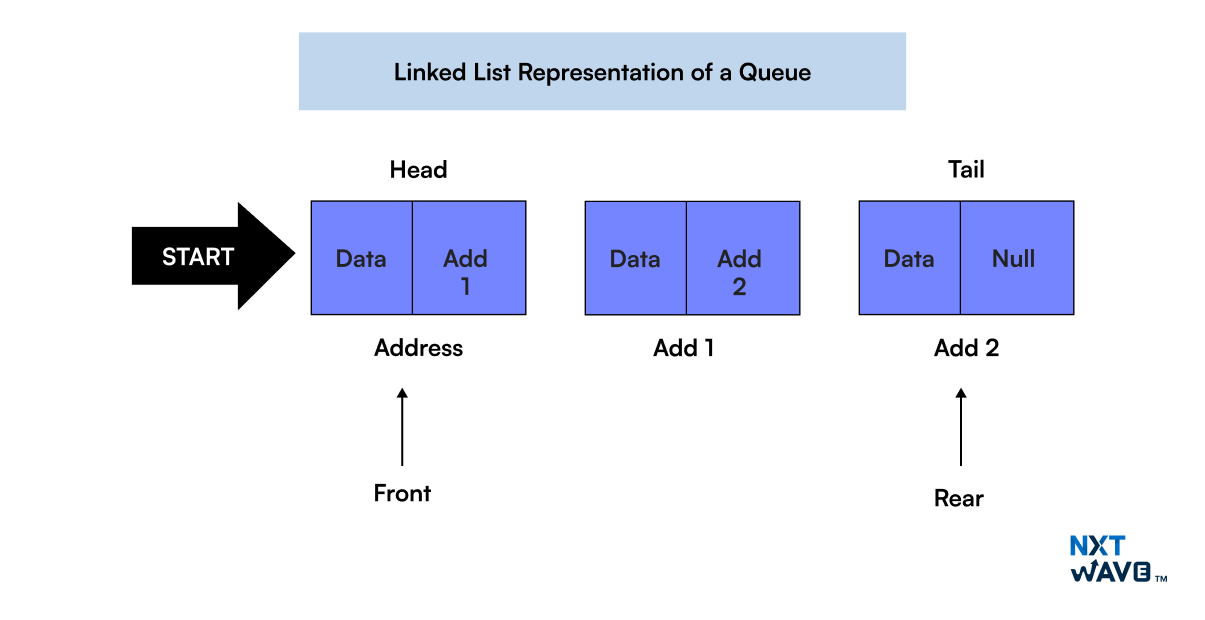 Linked List Representation of a Queue
Head
Tail
START
Data
Add
1
Data
Add
2
Data
Null
Address
Add 1
Add 2
Front
Rear
NXT
WAVE TM